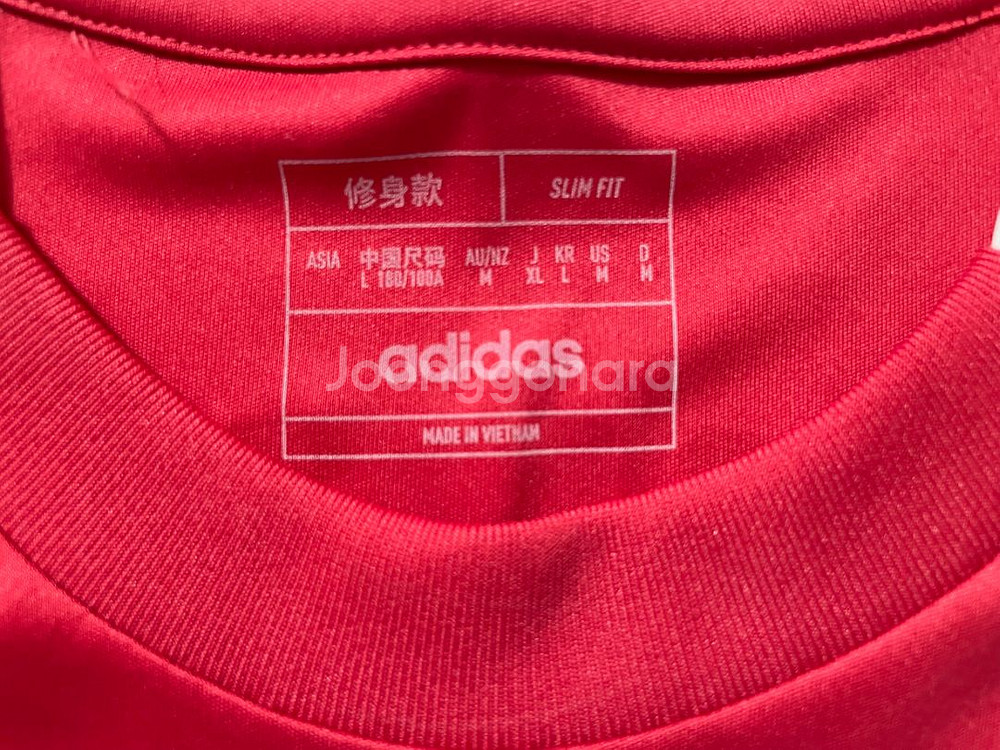 修身款 SLIM FIT
ASIA 中国尺码 AU/NZ J KR US D
L 180/100A M XL L M M
adidas
Joonggonara
MADE IN VIETNAM